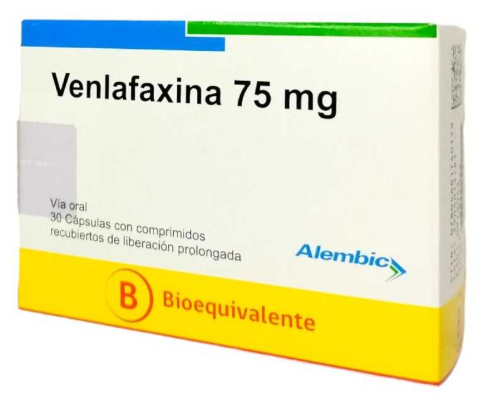 Venlafaxina 75 mg
Vía oral
30 Cápsulas con comprimidos
recubiertos de liberación prolongada
Alembic
B Bioequivalente